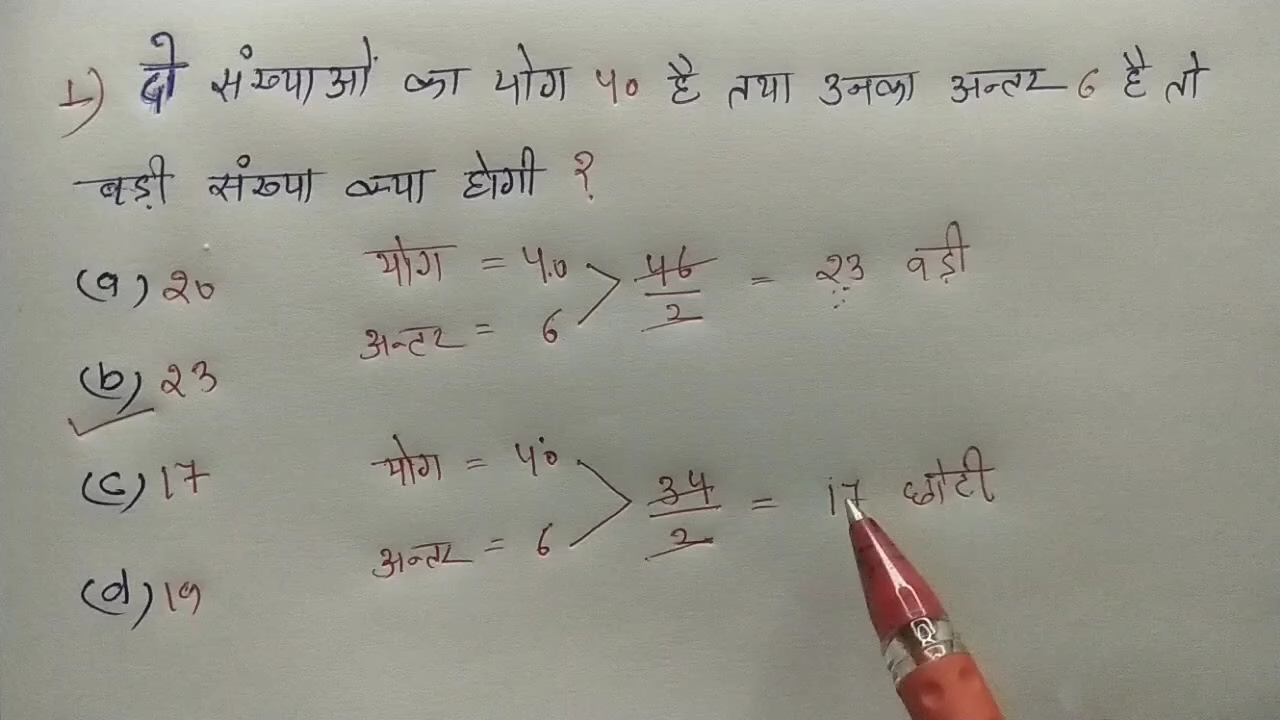 1) दो संख्याओं का योग 40 है तथा उनका अन्तर 6 है तो
बड़ी संख्या क्या होगी ?
(a) 20
योग = 40
अन्तर = 6
46/2 = 23 बड़ी
(b) 23
(c) 17
योग = 40
अन्तर = 6
34/2 = 17 छोटी
(d) 19